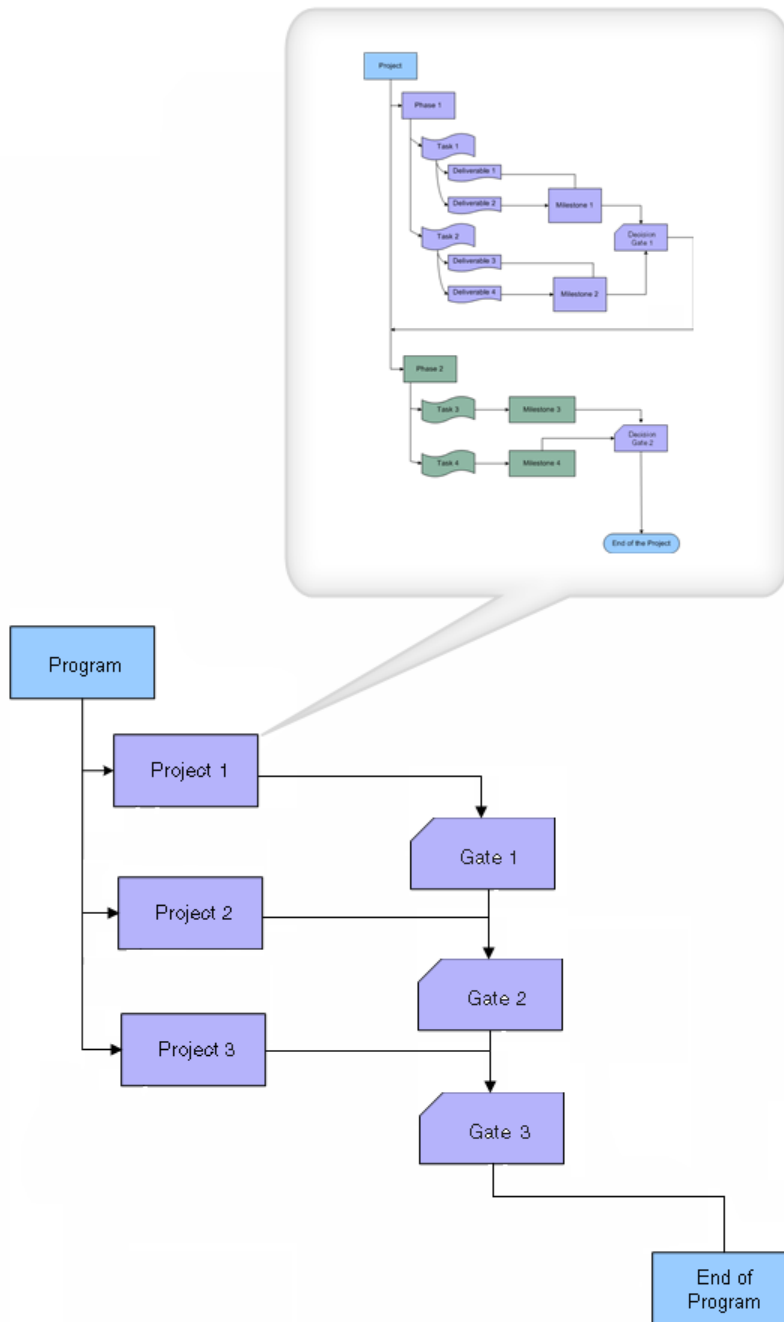 Project
Phase 1
Task 1
Deliverable 1
Deliverable 2
Milestone 1
Task 2
Decision
Gate 1
Deliverable 3
Deliverable 4
Milestone 2
Phase 2
Task 3
Milestone 3
Decision
Gate 2
Task 4
Milestone 4
End of the Project
Program
Project 1
Gate 1
Project 2
Gate 2
Project 3
Gate 3
End of
Program